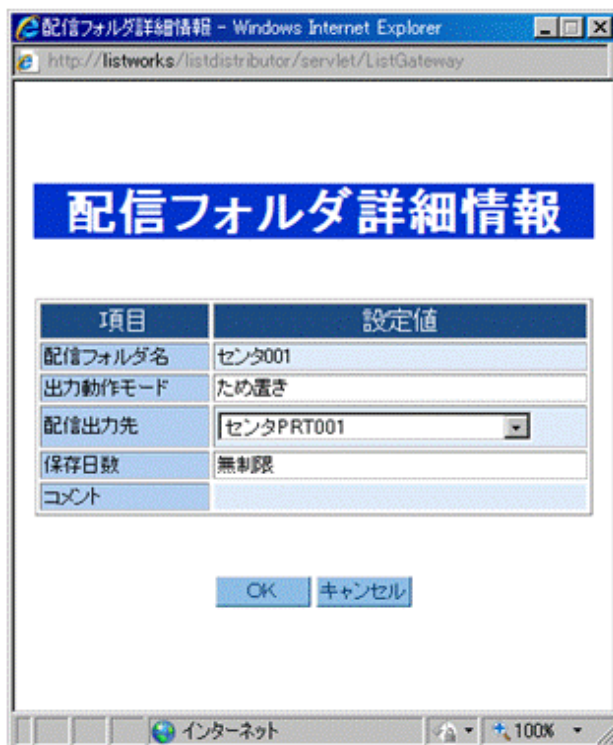 配信フォルダ詳細情報 - Windows Internet Explorer
http://listworks/listdistributor/servlet/ListGateway
配信フォルダ詳細情報
項目 設定値
配信フォルダ名 センタ001
出力動作モード ため置き
配信出力先 センタPRT001
保存日数 無制限
コメント
OK キャンセル
インターネット 100%